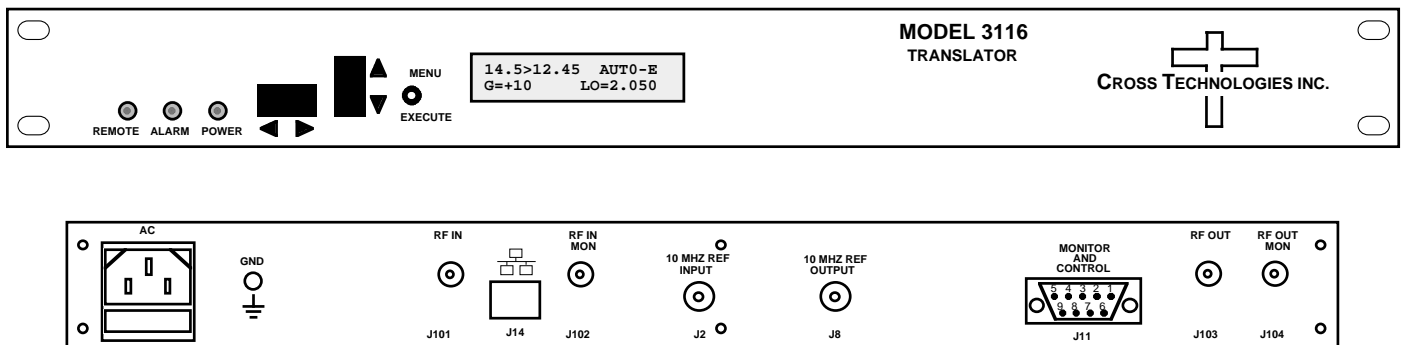 MODEL 3116
TRANSLATOR
CROSS TECHNOLOGIES INC.
14.5>12.45 AUT0-E
G=+10 LO=2.050
MENU
EXECUTE
REMOTE ALARM POWER
AC
GND
RF IN
J101
J14
RF IN
MON
J102
10 MHZ REF
INPUT
J2
10 MHZ REF
OUTPUT
J8
MONITOR
AND
CONTROL
5 4 3 2 1
9 8 7 6
J11
RF OUT
J103
RF OUT
MON
J104